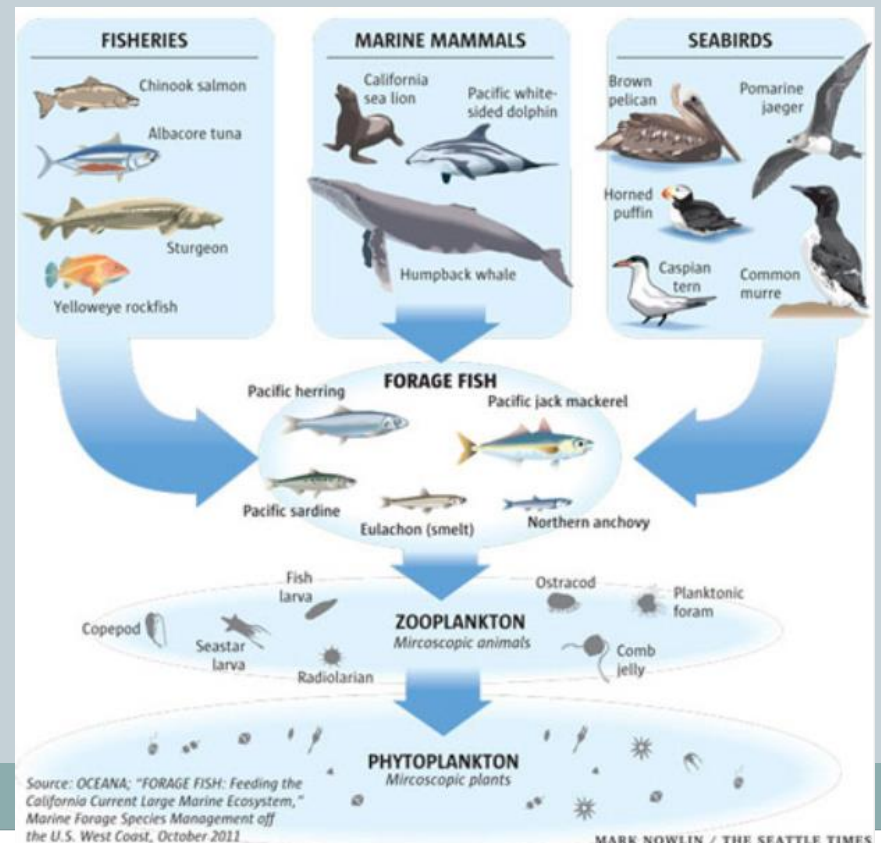 FISHERIES
Chinook salmon
Albacore tuna
Sturgeon
Yelloweye rockfish
MARINE MAMMALS
California
sea lion
Pacific white-
sided dolphin
Humpback whale
SEABIRDS
Brown
pelican
Pomarine
jaeger
Horned
puffin
Caspian
tern
Common
murre
FORAGE FISH
Pacific herring
Pacific jack mackerel
Pacific sardine
Eulachon (smelt)
Northern anchovy
ZOOPLANKTON
Mircoscopic animals
Copepod
Seastar
larva
Fish
larva
Radiolarian
Ostracod
Planktonic
foram
Comb
jelly
PHYTOPLANKTON
Mircoscopic plants
Source: OCEANA; "FORAGE FISH: Feeding the
California Current Large Marine Ecosystem,"
Marine Forage Species Management off
the U.S. West Coast, October 2011
MARK NOWLIN / THE SEATTLE TIMES